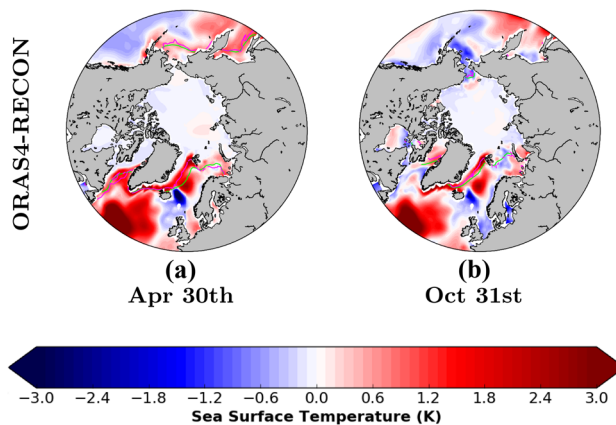 ORAS4-RECON
(a) (b)
Apr 30th Oct 31st
−3.0 −2.4 −1.8 −1.2 −0.6 0.0 0.6 1.2 1.8 2.4 3.0
Sea Surface Temperature (K)